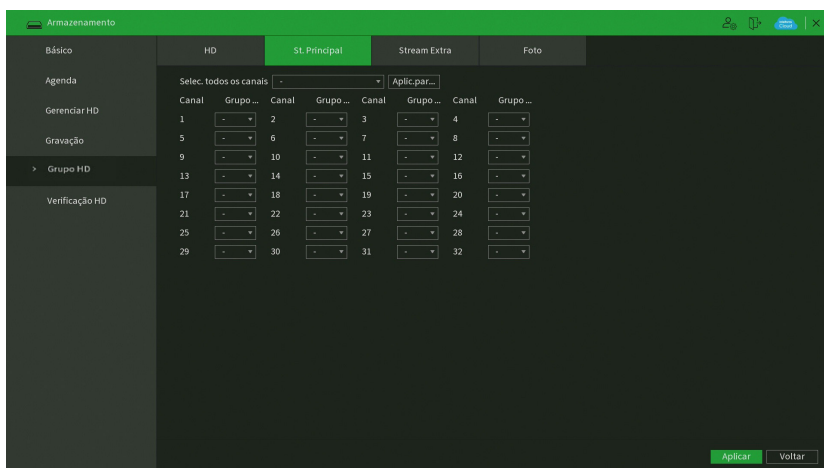 Armazenamento
Cloud
Básico
Agenda
Gerenciar HD
Gravação
> Grupo HD
Verificação HD
HD St. Principal Stream Extra Foto
Selec. todos os canais - Aplic.par...
Canal Grupo ... Canal Grupo ... Canal Grupo ... Canal Grupo ...
1 - 2 - 3 - 4 -
5 - 6 - 7 - 8 -
9 - 10 - 11 - 12 -
13 - 14 - 15 - 16 -
17 - 18 - 19 - 20 -
21 - 22 - 23 - 24 -
25 - 26 - 27 - 28 -
29 - 30 - 31 - 32 -
Aplicar Voltar